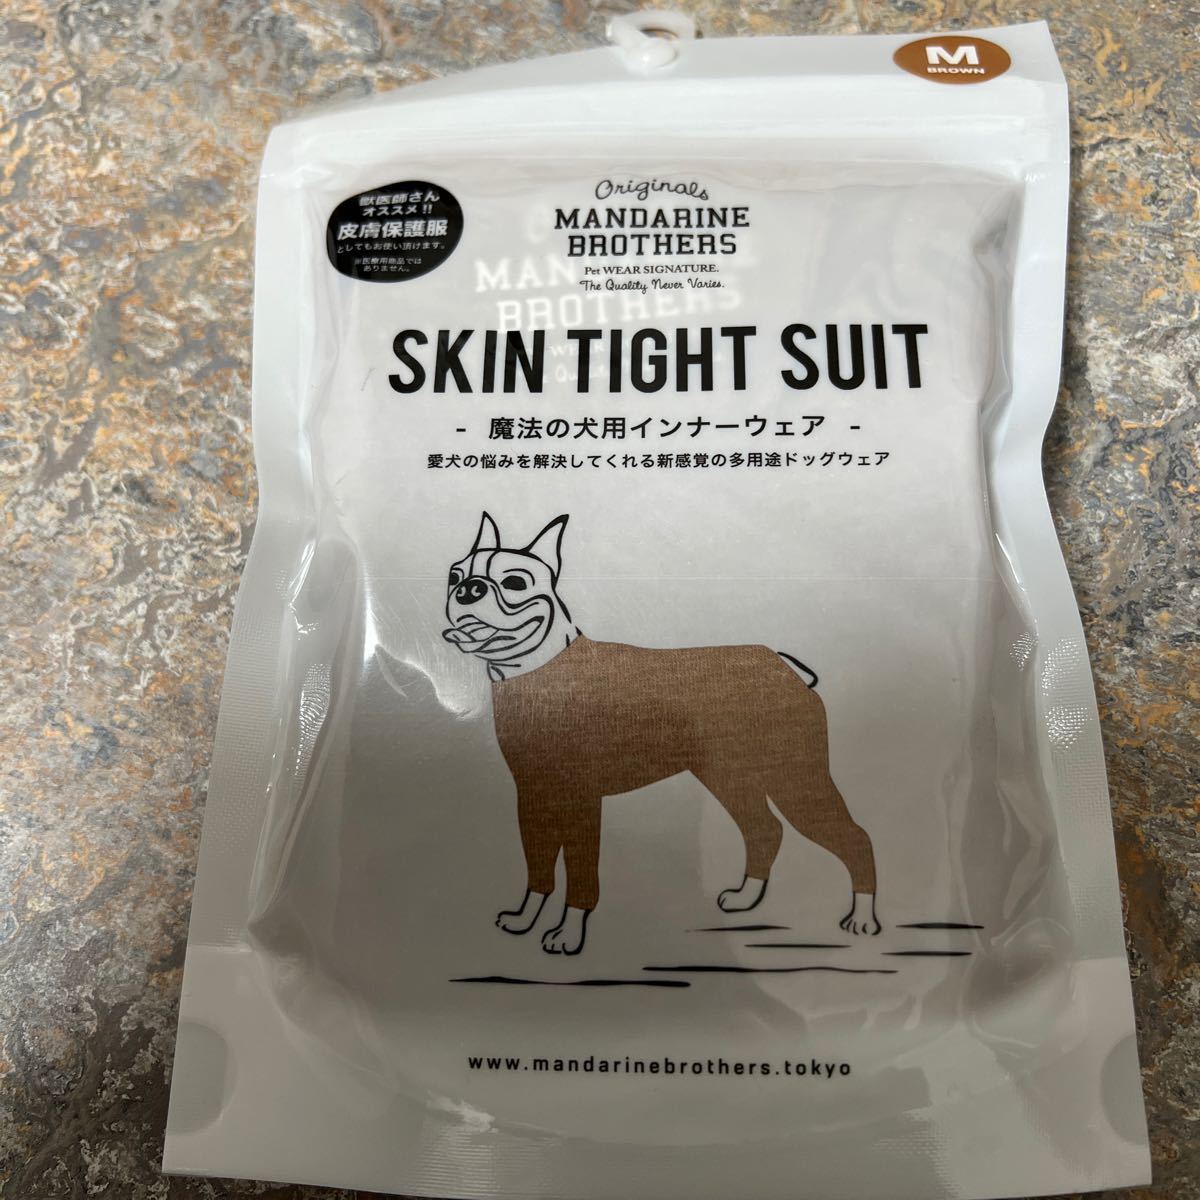 M
BROWN
獣医師さん
オススメ!!
皮膚保護服
としてもお使い頂けます。
※医療用商品では
ありません。
Originals
MANDARINE
BROTHERS
Pet WEAR SIGNATURE.
The Quality Never Varies.
MANDARINE
BROTHERS
SKIN TIGHT SUIT
- 魔法の犬用インナーウェア -
愛犬の悩みを解決してくれる新感覚の多用途ドッグウェア
www.mandarinebrothers.tokyo